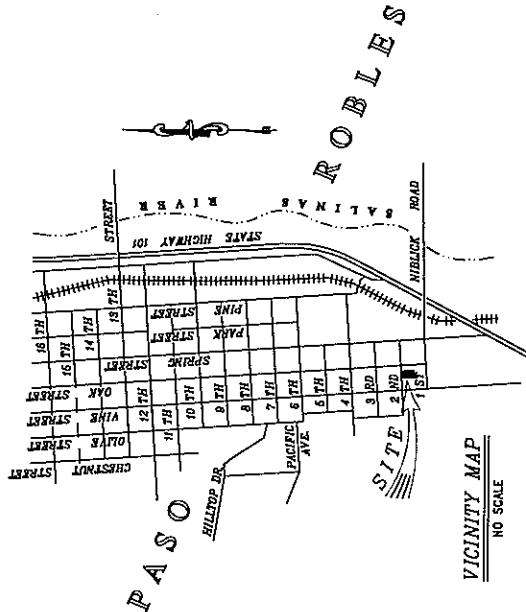 PASO ROBLES
STREET
RIVER
SALINAS
STATE HIGHWAY 101
NIBLICK ROAD
PINE STREET
PARK STREET
SPRING STREET
OAK STREET
VINE STREET
OLIVE STREET
CHESTNUT STREET
16 TH
15 TH
14 TH
13 TH
12 TH
11 TH
10 TH
9 TH
8 TH
7 TH
6 TH
5 TH
4 TH
3 RD
2 ND
1 ST
HILLTOP DR.
PACIFIC AVE.
SITE
VICINITY MAP
NO SCALE